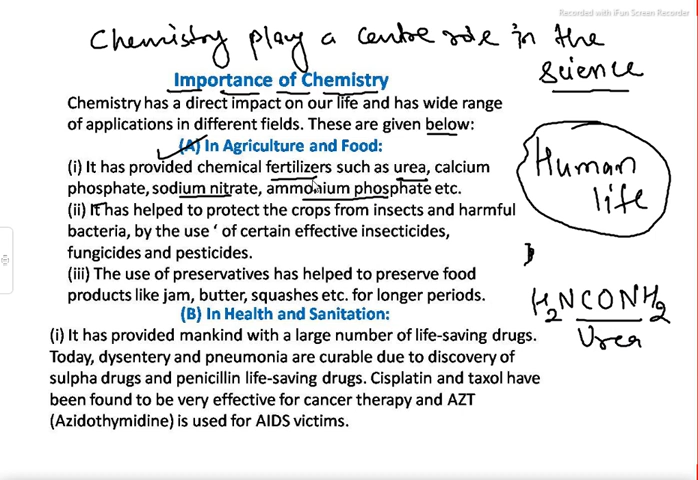 Recorded with iFun Screen Recorder
Chemistry play a centre role in the
science
Importance of Chemistry
Chemistry has a direct impact on our life and has wide range
of applications in different fields. These are given below:
(A) In Agriculture and Food:
(i) It has provided chemical fertilizers such as urea, calcium
phosphate, sodium nitrate, ammonium phosphate etc.
(ii) It has helped to protect the crops from insects and harmful
bacteria, by the use ‘ of certain effective insecticides,
fungicides and pesticides.
(iii) The use of preservatives has helped to preserve food
products like jam, butter, squashes etc. for longer periods.
(B) In Health and Sanitation:
(i) It has provided mankind with a large number of life-saving drugs.
Today, dysentery and pneumonia are curable due to discovery of
sulpha drugs and penicillin life-saving drugs. Cisplatin and taxol have
been found to be very effective for cancer therapy and AZT
(Azidothymidine) is used for AIDS victims.
Human
life
H2NCONH2
Urea